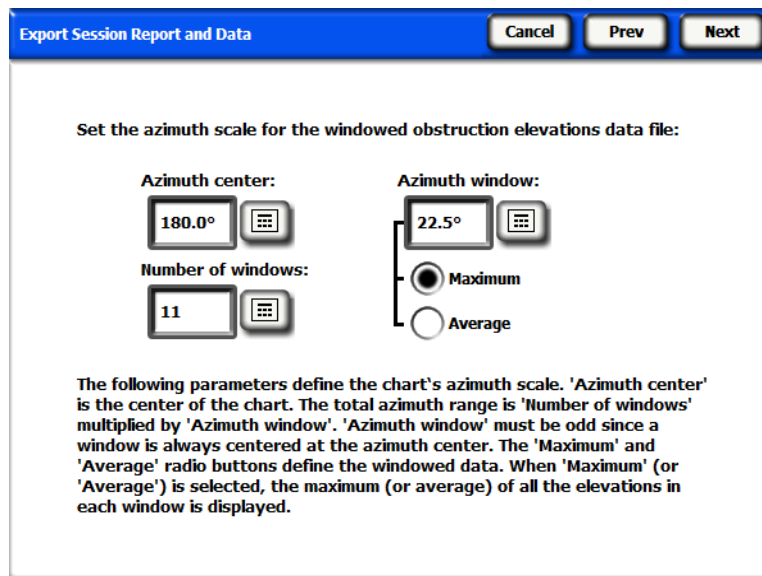 Export Session Report and Data
Cancel
Prev
Next
Set the azimuth scale for the windowed obstruction elevations data file:
Azimuth center:
Azimuth window:
180.0°
22.5°
Number of windows:
Maximum
11
Average
The following parameters define the chart's azimuth scale. 'Azimuth center'
is the center of the chart. The total azimuth range is 'Number of windows'
multiplied by 'Azimuth window'. 'Azimuth window' must be odd since a
window is always centered at the azimuth center. The 'Maximum' and
'Average' radio buttons define the windowed data. When 'Maximum' (or
'Average') is selected, the maximum (or average) of all the elevations in
each window is displayed.